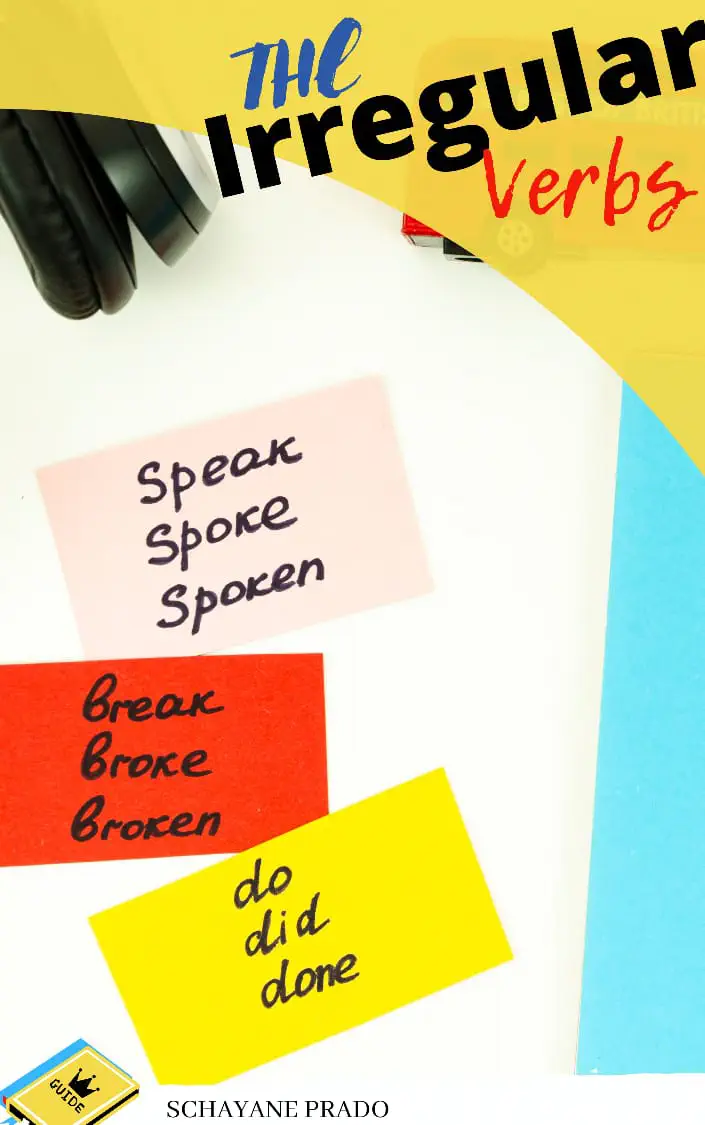 THE
Irregular
Verbs
Speak
Spoke
Spoken
break
broke
broken
do
did
done
GUIDE
SCHAYANE PRADO